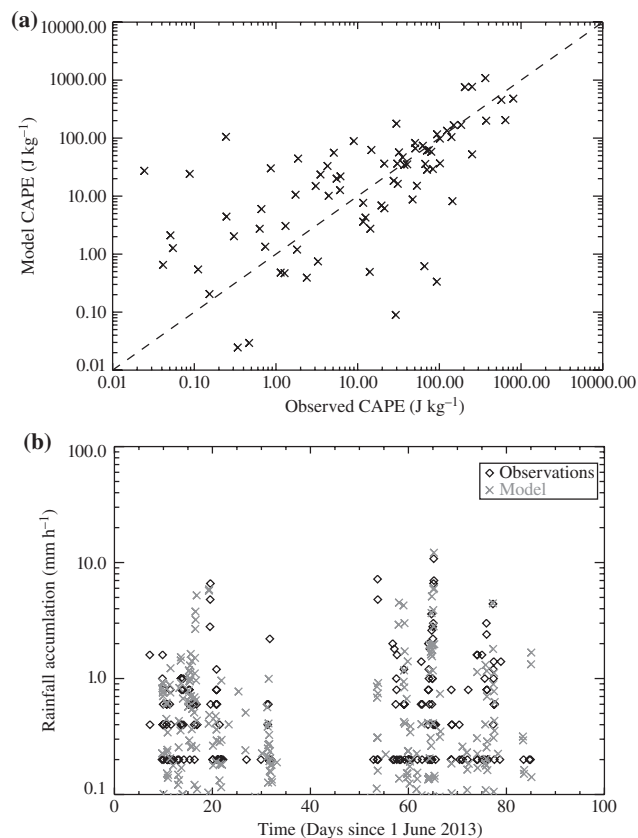 (a)
10000.00
1000.00
100.00
10.00
1.00
0.10
0.01
Model CAPE (J kg⁻¹)
0.01 0.10 1.00 10.00 100.00 1000.00 10000.00
Observed CAPE (J kg⁻¹)
(b)
100.0
10.0
1.0
0.1
Rainfall accumlation (mm h⁻¹)
Observations
Model
0 20 40 60 80 100
Time (Days since 1 June 2013)